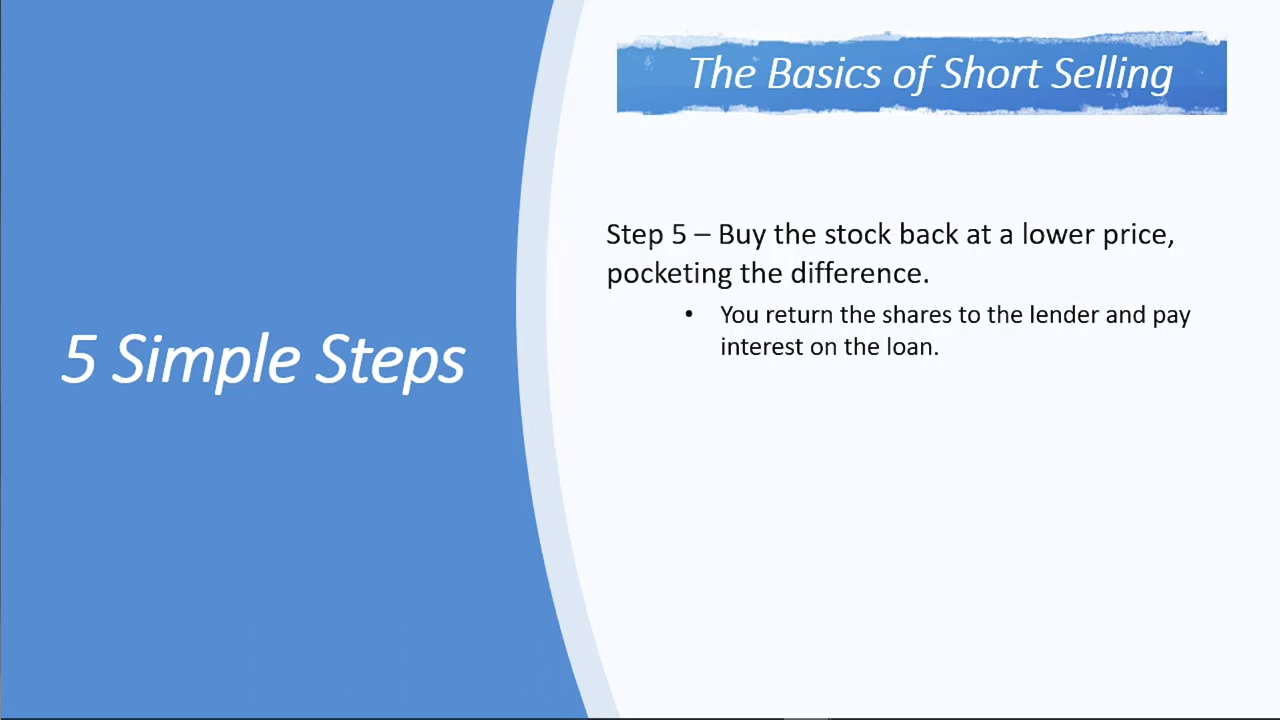 The Basics of Short Selling
5 Simple Steps
Step 5 – Buy the stock back at a lower price,
pocketing the difference.
• You return the shares to the lender and pay
interest on the loan.